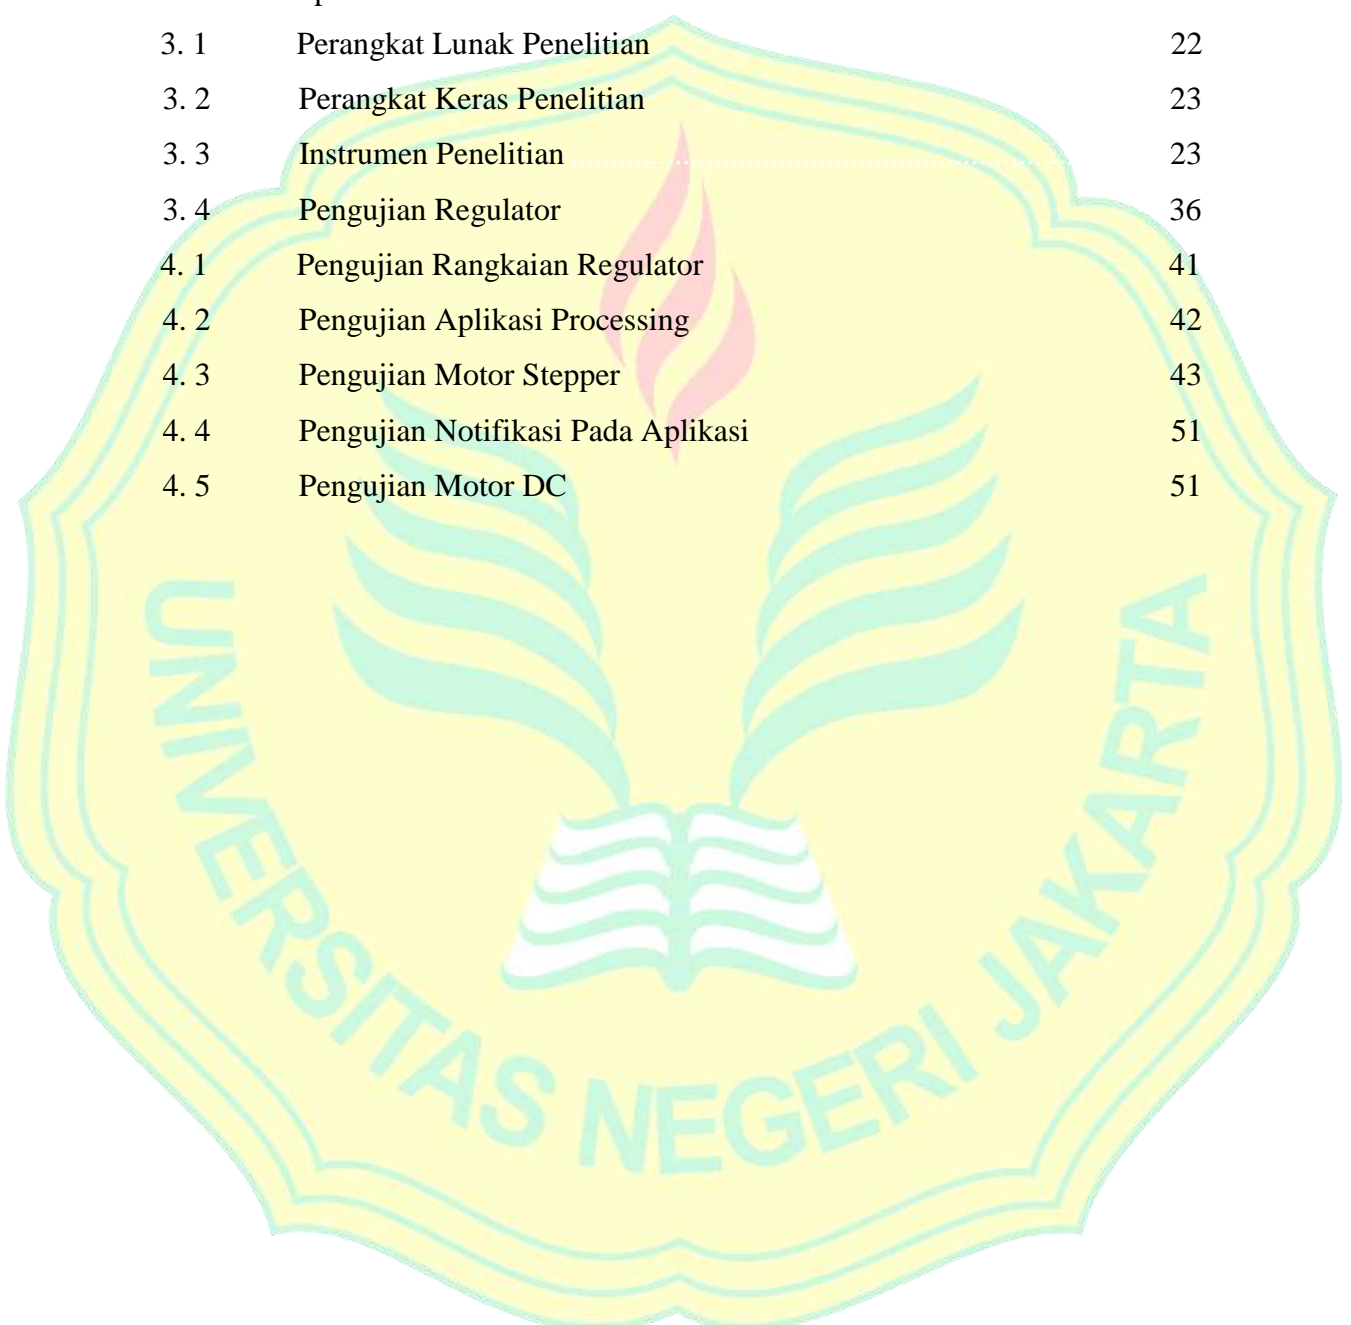 3. 1 Perangkat Lunak Penelitian 22
3. 2 Perangkat Keras Penelitian 23
3. 3 Instrumen Penelitian 23
3. 4 Pengujian Regulator 36
4. 1 Pengujian Rangkaian Regulator 41
4. 2 Pengujian Aplikasi Processing 42
4. 3 Pengujian Motor Stepper 43
4. 4 Pengujian Notifikasi Pada Aplikasi 51
4. 5 Pengujian Motor DC 51
UNIVERSITAS NEGERI JAKARTA